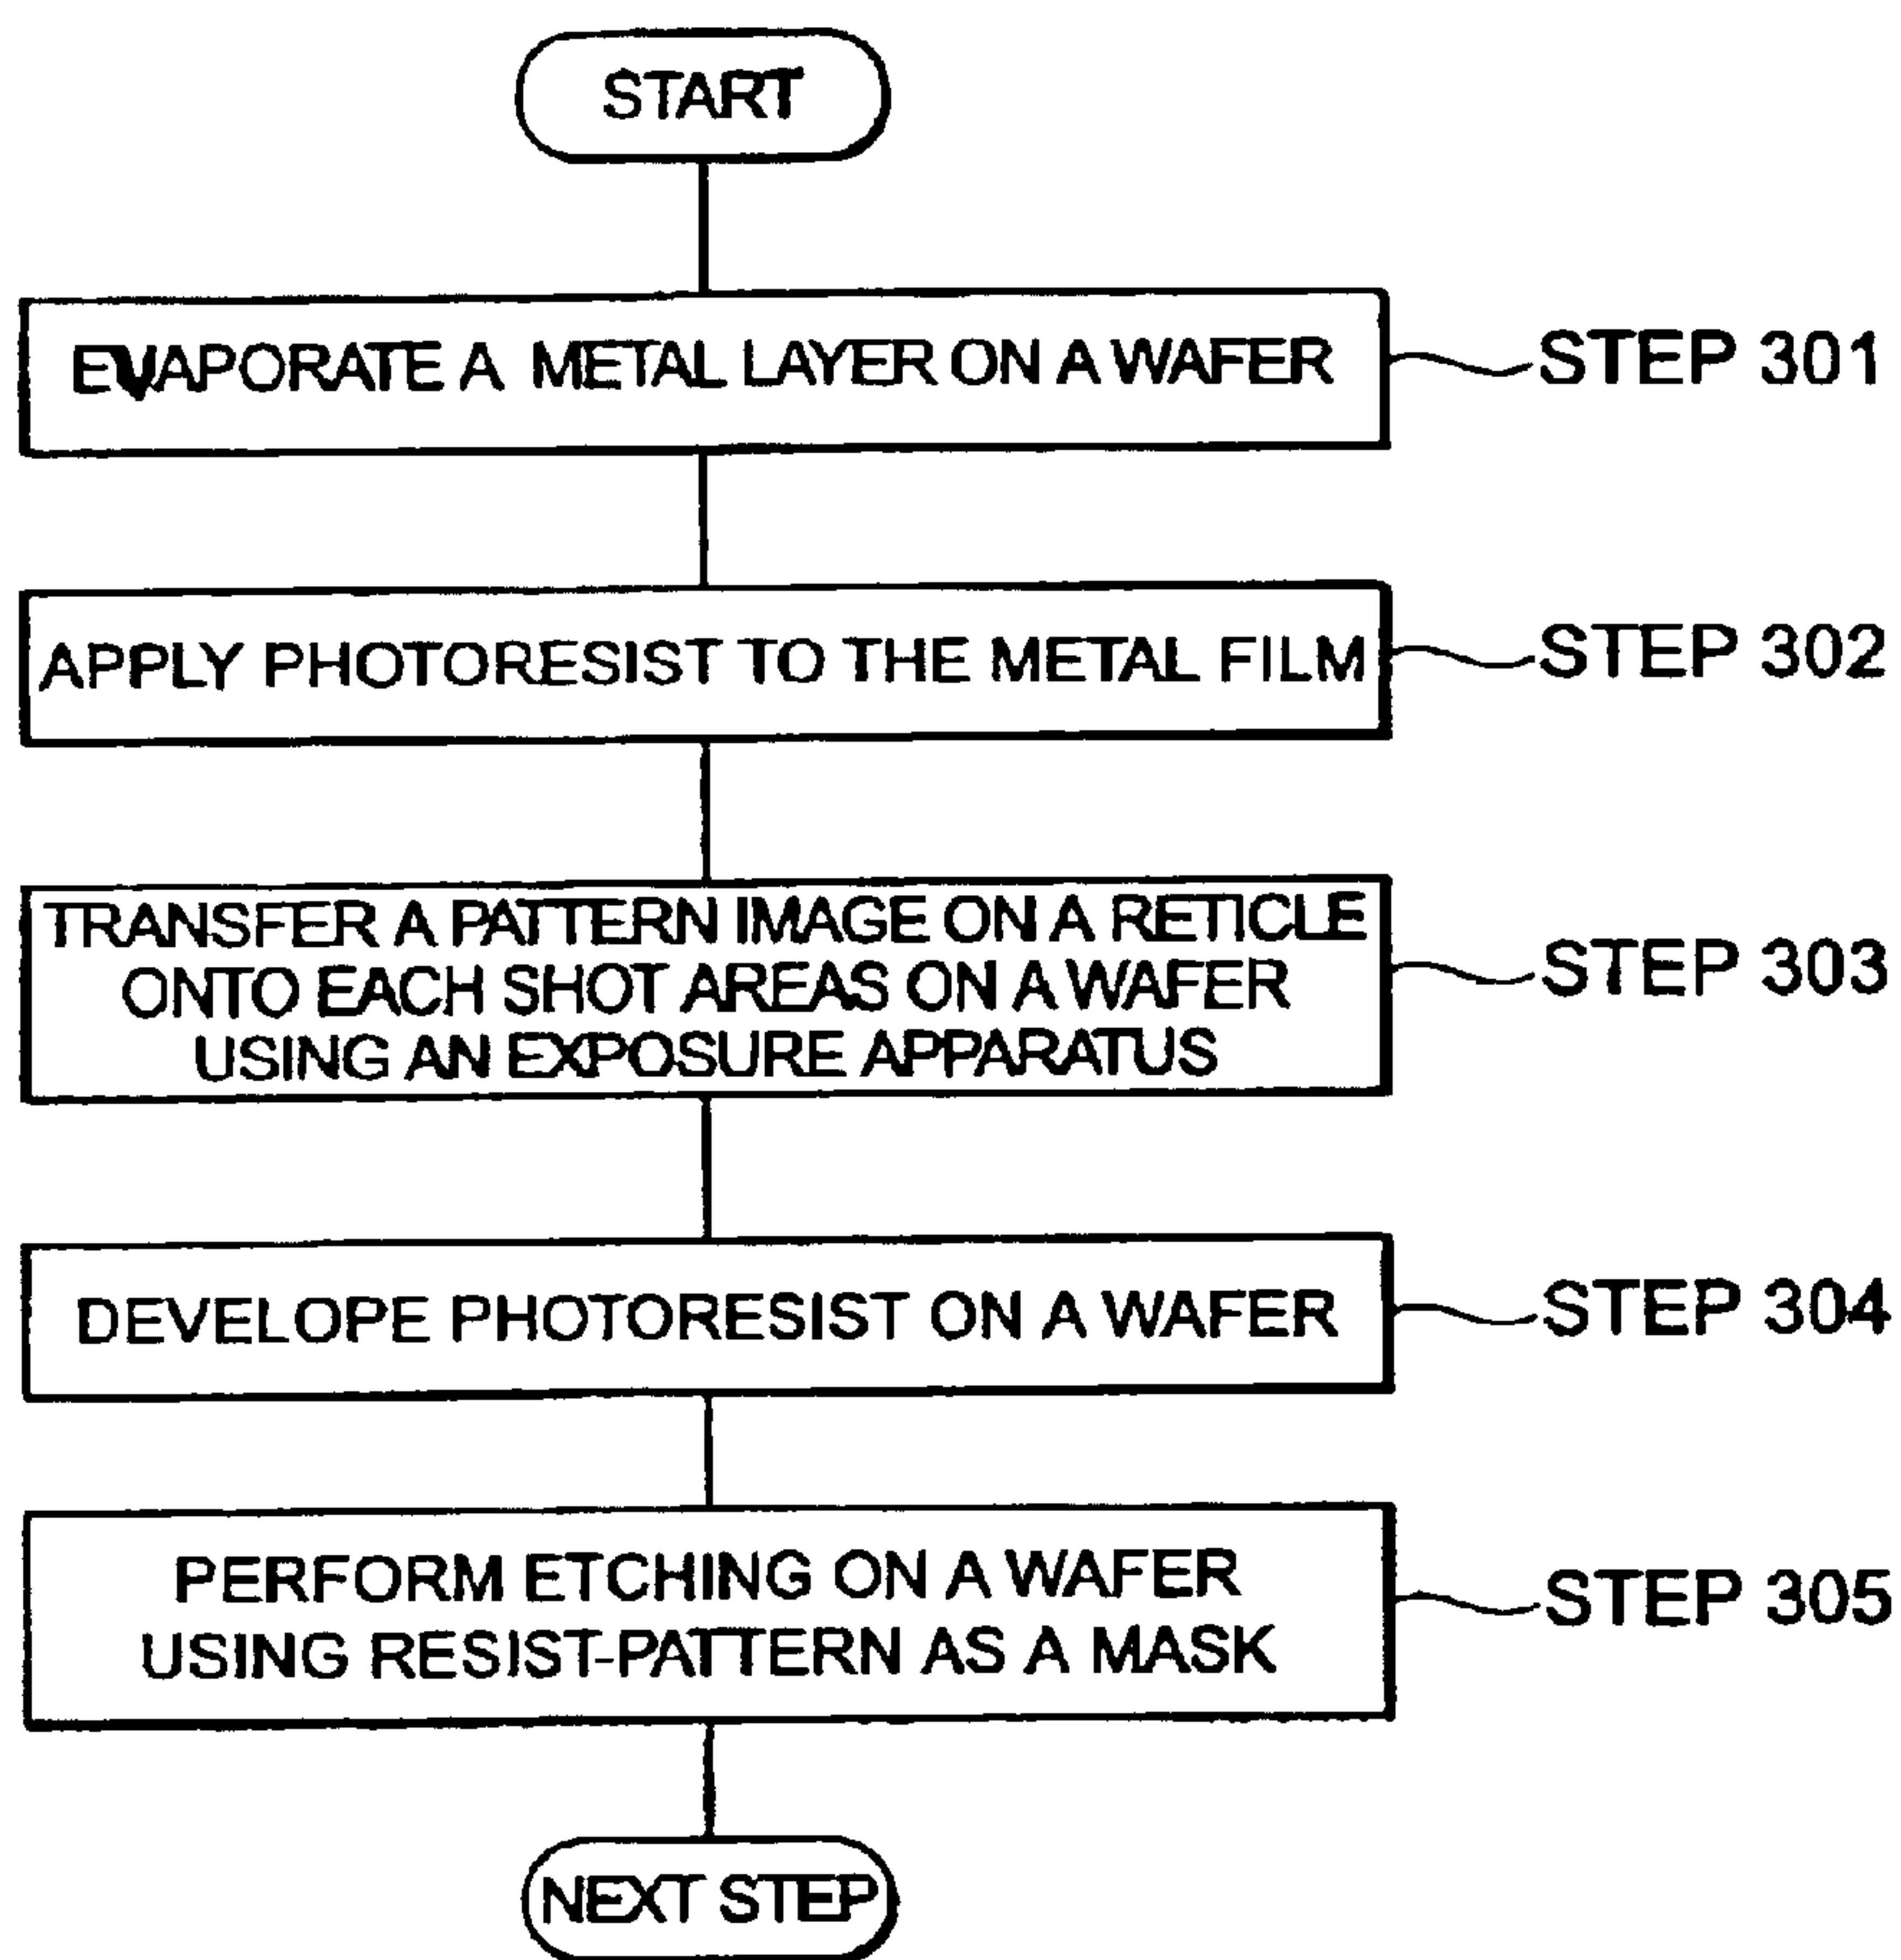 START
EVAPORATE A METAL LAYER ON A WAFER
STEP 301
APPLY PHOTORESIST TO THE METAL FILM
STEP 302
TRANSFER A PATTERN IMAGE ON A RETICLE
ONTO EACH SHOT AREAS ON A WAFER
USING AN EXPOSURE APPARATUS
STEP 303
DEVELOPE PHOTORESIST ON A WAFER
STEP 304
PERFORM ETCHING ON A WAFER
USING RESIST-PATTERN AS A MASK
STEP 305
NEXT STEP